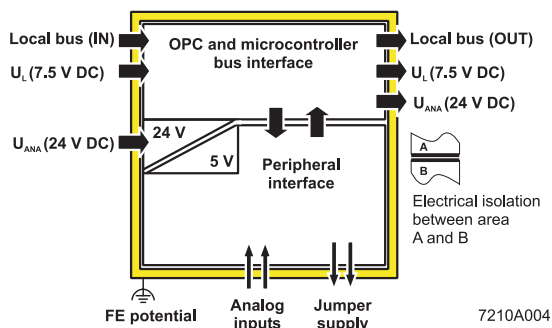 Local bus (IN)
OPC and microcontroller
bus interface
Local bus (OUT)
UL (7.5 V DC)
UL (7.5 V DC)
UANA (24 V DC)
UANA (24 V DC)
24 V
5 V
Peripheral
interface
A
B
Electrical isolation
between area
A and B
FE potential
Analog
inputs
Jumper
supply
7210A004